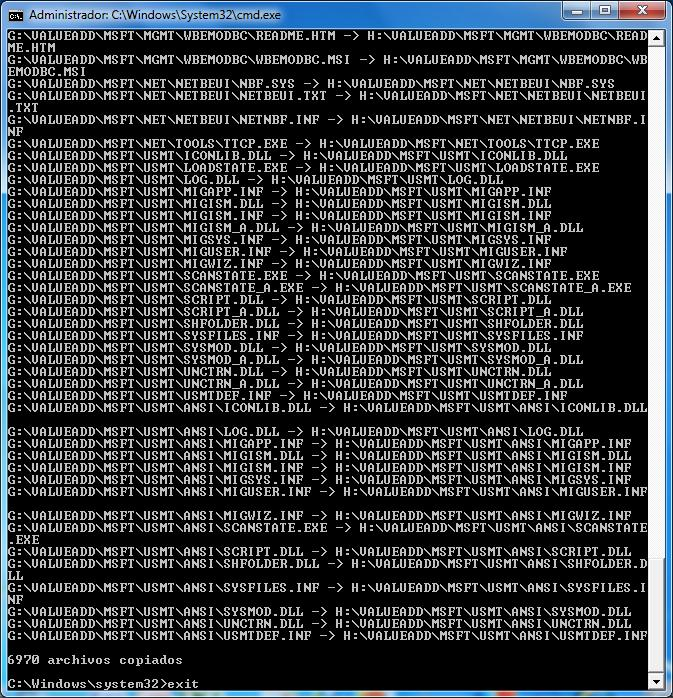 Administrador: C:\Windows\System32\cmd.exe
G:\VALUEADD\MSFT\MGMT\WBEMODBC\README.HTM -> H:\VALUEADD\MSFT\MGMT\WBEMODBC\READ
ME.HTM
G:\VALUEADD\MSFT\MGMT\WBEMODBC\WBEMODBC.MSI -> H:\VALUEADD\MSFT\MGMT\WBEMODBC\WB
EMODBC.MSI
G:\VALUEADD\MSFT\NET\NETBEUI\NBF.SYS -> H:\VALUEADD\MSFT\NET\NETBEUI\NBF.SYS
G:\VALUEADD\MSFT\NET\NETBEUI\NETBEUI.TXT -> H:\VALUEADD\MSFT\NET\NETBEUI\NETBEUI
.TXT
G:\VALUEADD\MSFT\NET\NETBEUI\NETNBF.INF -> H:\VALUEADD\MSFT\NET\NETBEUI\NETNBF.I
NF
G:\VALUEADD\MSFT\NET\TOOLS\TTCP.EXE -> H:\VALUEADD\MSFT\NET\TOOLS\TTCP.EXE
G:\VALUEADD\MSFT\USMT\ICONLIB.DLL -> H:\VALUEADD\MSFT\USMT\ICONLIB.DLL
G:\VALUEADD\MSFT\USMT\LOADSTATE.EXE -> H:\VALUEADD\MSFT\USMT\LOADSTATE.EXE
G:\VALUEADD\MSFT\USMT\LOG.DLL -> H:\VALUEADD\MSFT\USMT\LOG.DLL
G:\VALUEADD\MSFT\USMT\MIGAPP.INF -> H:\VALUEADD\MSFT\USMT\MIGAPP.INF
G:\VALUEADD\MSFT\USMT\MIGISM.DLL -> H:\VALUEADD\MSFT\USMT\MIGISM.DLL
G:\VALUEADD\MSFT\USMT\MIGISM.INF -> H:\VALUEADD\MSFT\USMT\MIGISM.INF
G:\VALUEADD\MSFT\USMT\MIGISM_A.DLL -> H:\VALUEADD\MSFT\USMT\MIGISM_A.DLL
G:\VALUEADD\MSFT\USMT\MIGSYS.INF -> H:\VALUEADD\MSFT\USMT\MIGSYS.INF
G:\VALUEADD\MSFT\USMT\MIGUSER.INF -> H:\VALUEADD\MSFT\USMT\MIGUSER.INF
G:\VALUEADD\MSFT\USMT\MIGWIZ.INF -> H:\VALUEADD\MSFT\USMT\MIGWIZ.INF
G:\VALUEADD\MSFT\USMT\SCANSTATE.EXE -> H:\VALUEADD\MSFT\USMT\SCANSTATE.EXE
G:\VALUEADD\MSFT\USMT\SCANSTATE_A.EXE -> H:\VALUEADD\MSFT\USMT\SCANSTATE_A.EXE
G:\VALUEADD\MSFT\USMT\SCRIPT.DLL -> H:\VALUEADD\MSFT\USMT\SCRIPT.DLL
G:\VALUEADD\MSFT\USMT\SCRIPT_A.DLL -> H:\VALUEADD\MSFT\USMT\SCRIPT_A.DLL
G:\VALUEADD\MSFT\USMT\SHFOLDER.DLL -> H:\VALUEADD\MSFT\USMT\SHFOLDER.DLL
G:\VALUEADD\MSFT\USMT\SYSFILES.INF -> H:\VALUEADD\MSFT\USMT\SYSFILES.INF
G:\VALUEADD\MSFT\USMT\SYSMOD.DLL -> H:\VALUEADD\MSFT\USMT\SYSMOD.DLL
G:\VALUEADD\MSFT\USMT\SYSMOD_A.DLL -> H:\VALUEADD\MSFT\USMT\SYSMOD_A.DLL
G:\VALUEADD\MSFT\USMT\UNCTRN.DLL -> H:\VALUEADD\MSFT\USMT\UNCTRN.DLL
G:\VALUEADD\MSFT\USMT\UNCTRN_A.DLL -> H:\VALUEADD\MSFT\USMT\UNCTRN_A.DLL
G:\VALUEADD\MSFT\USMT\USMTDEF.INF -> H:\VALUEADD\MSFT\USMT\USMTDEF.INF
G:\VALUEADD\MSFT\USMT\ANSI\ICONLIB.DLL -> H:\VALUEADD\MSFT\USMT\ANSI\ICONLIB.DLL
G:\VALUEADD\MSFT\USMT\ANSI\LOG.DLL -> H:\VALUEADD\MSFT\USMT\ANSI\LOG.DLL
G:\VALUEADD\MSFT\USMT\ANSI\MIGAPP.INF -> H:\VALUEADD\MSFT\USMT\ANSI\MIGAPP.INF
G:\VALUEADD\MSFT\USMT\ANSI\MIGISM.DLL -> H:\VALUEADD\MSFT\USMT\ANSI\MIGISM.DLL
G:\VALUEADD\MSFT\USMT\ANSI\MIGISM.INF -> H:\VALUEADD\MSFT\USMT\ANSI\MIGISM.INF
G:\VALUEADD\MSFT\USMT\ANSI\MIGSYS.INF -> H:\VALUEADD\MSFT\USMT\ANSI\MIGSYS.INF
G:\VALUEADD\MSFT\USMT\ANSI\MIGUSER.INF -> H:\VALUEADD\MSFT\USMT\ANSI\MIGUSER.INF
G:\VALUEADD\MSFT\USMT\ANSI\MIGWIZ.INF -> H:\VALUEADD\MSFT\USMT\ANSI\MIGWIZ.INF
G:\VALUEADD\MSFT\USMT\ANSI\SCANSTATE.EXE -> H:\VALUEADD\MSFT\USMT\ANSI\SCANSTATE
.EXE
G:\VALUEADD\MSFT\USMT\ANSI\SCRIPT.DLL -> H:\VALUEADD\MSFT\USMT\ANSI\SCRIPT.DLL
G:\VALUEADD\MSFT\USMT\ANSI\SHFOLDER.DLL -> H:\VALUEADD\MSFT\USMT\ANSI\SHFOLDER.D
LL
G:\VALUEADD\MSFT\USMT\ANSI\SYSFILES.INF -> H:\VALUEADD\MSFT\USMT\ANSI\SYSFILES.I
NF
G:\VALUEADD\MSFT\USMT\ANSI\SYSMOD.DLL -> H:\VALUEADD\MSFT\USMT\ANSI\SYSMOD.DLL
G:\VALUEADD\MSFT\USMT\ANSI\UNCTRN.DLL -> H:\VALUEADD\MSFT\USMT\ANSI\UNCTRN.DLL
G:\VALUEADD\MSFT\USMT\ANSI\USMTDEF.INF -> H:\VALUEADD\MSFT\USMT\ANSI\USMTDEF.INF
6970 archivos copiados
C:\Windows\system32>exit